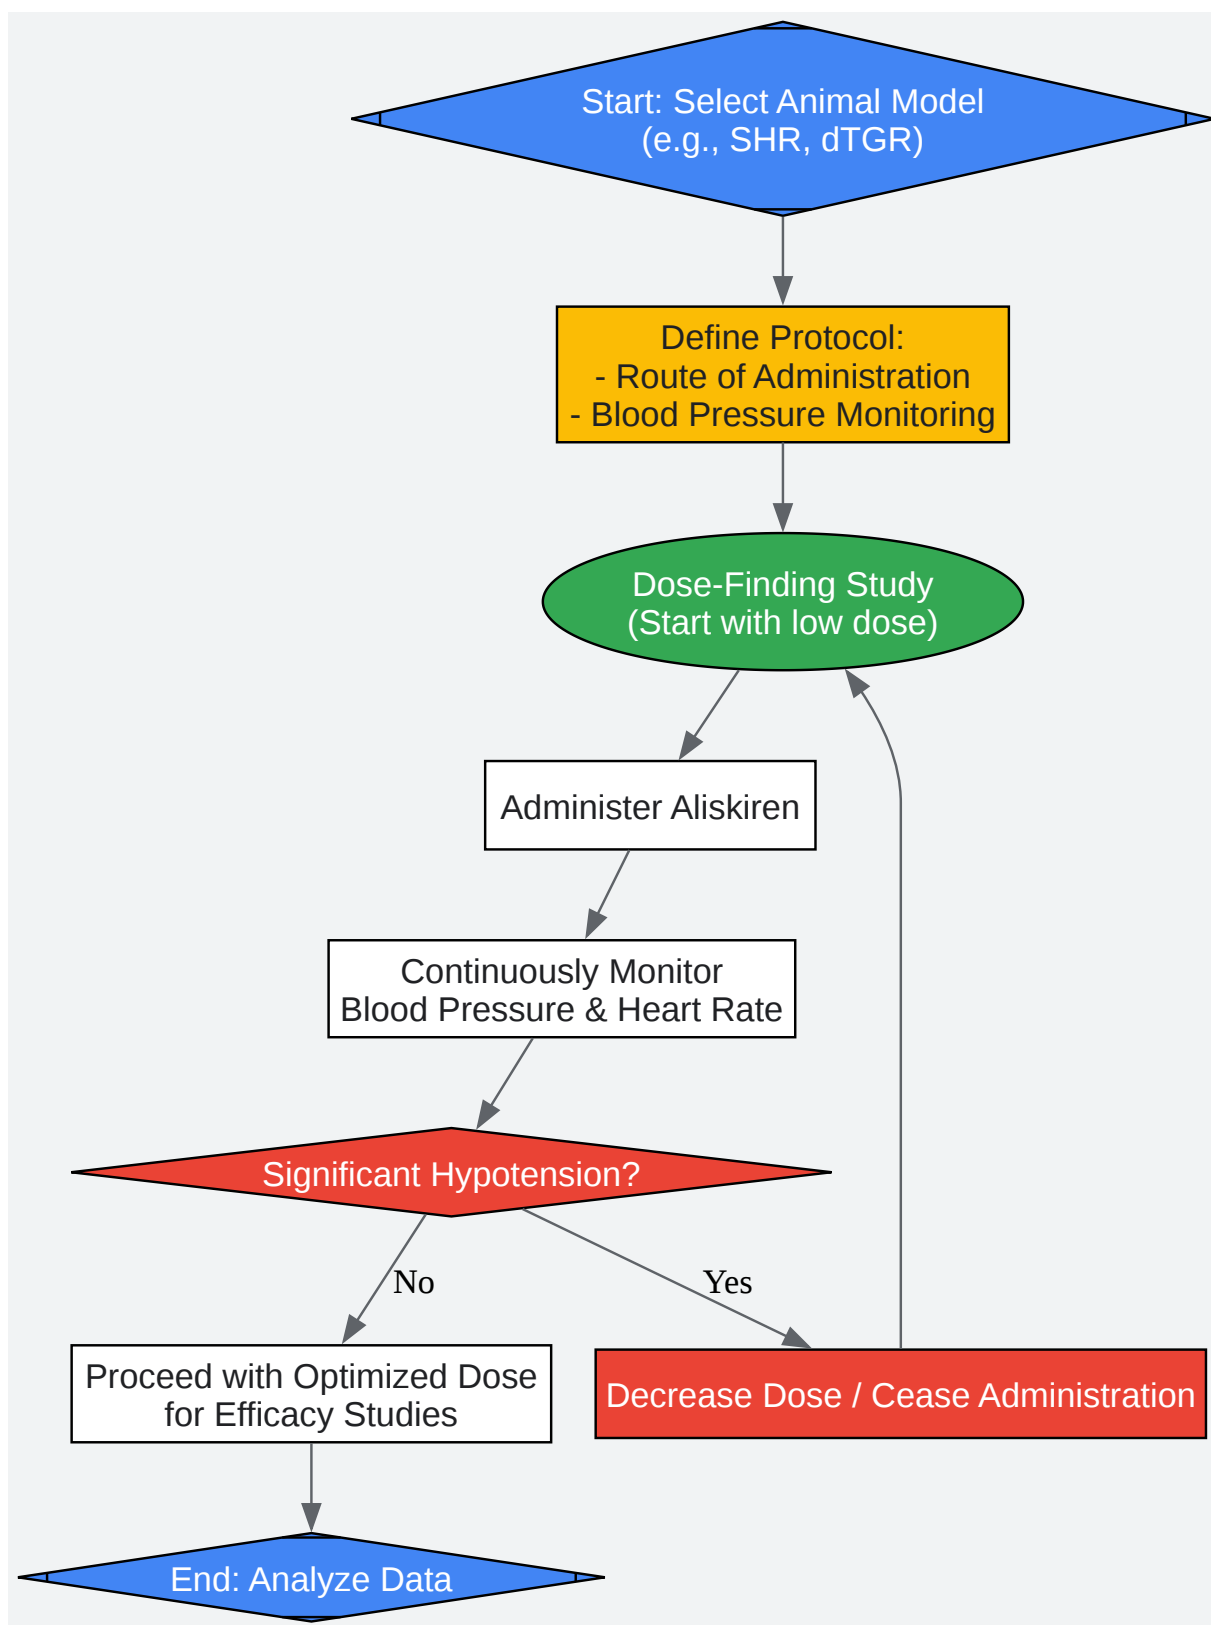 Start: Select Animal Model
(e.g., SHR, dTGR)
Define Protocol:
- Route of Administration
- Blood Pressure Monitoring
Dose-Finding Study
(Start with low dose)
Administer Aliskiren
Continuously Monitor
Blood Pressure & Heart Rate
Significant Hypotension?
No
Yes
Proceed with Optimized Dose
for Efficacy Studies
Decrease Dose / Cease Administration
End: Analyze Data